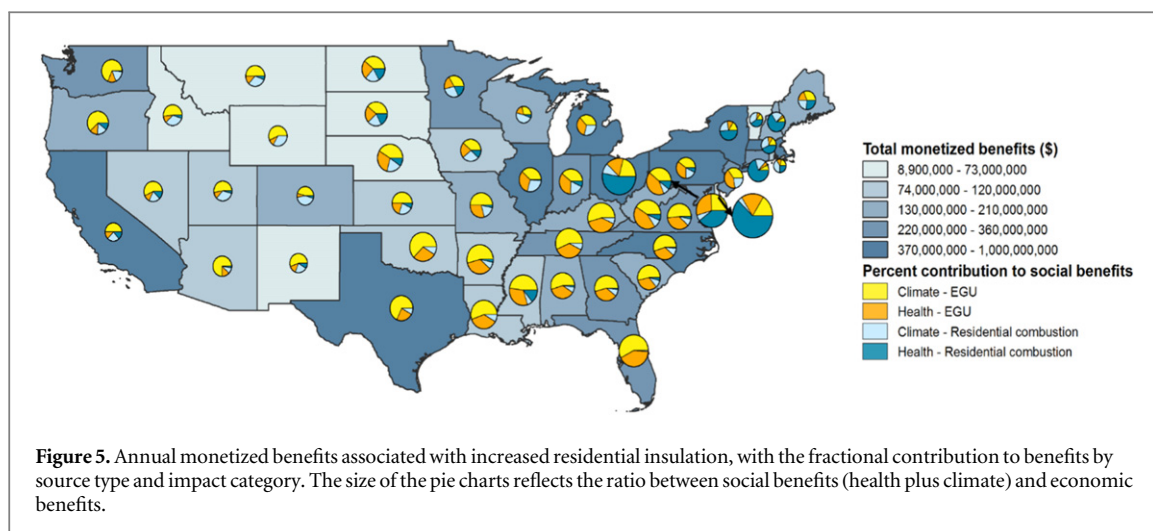 Total monetized benefits ($)
8,900,000 - 73,000,000
74,000,000 - 120,000,000
130,000,000 - 210,000,000
220,000,000 - 360,000,000
370,000,000 - 1,000,000,000
Percent contribution to social benefits
Climate - EGU
Health - EGU
Climate - Residential combustion
Health - Residential combustion
Figure 5. Annual monetized benefits associated with increased residential insulation, with the fractional contribution to benefits by
source type and impact category. The size of the pie charts reflects the ratio between social benefits (health plus climate) and economic
benefits.